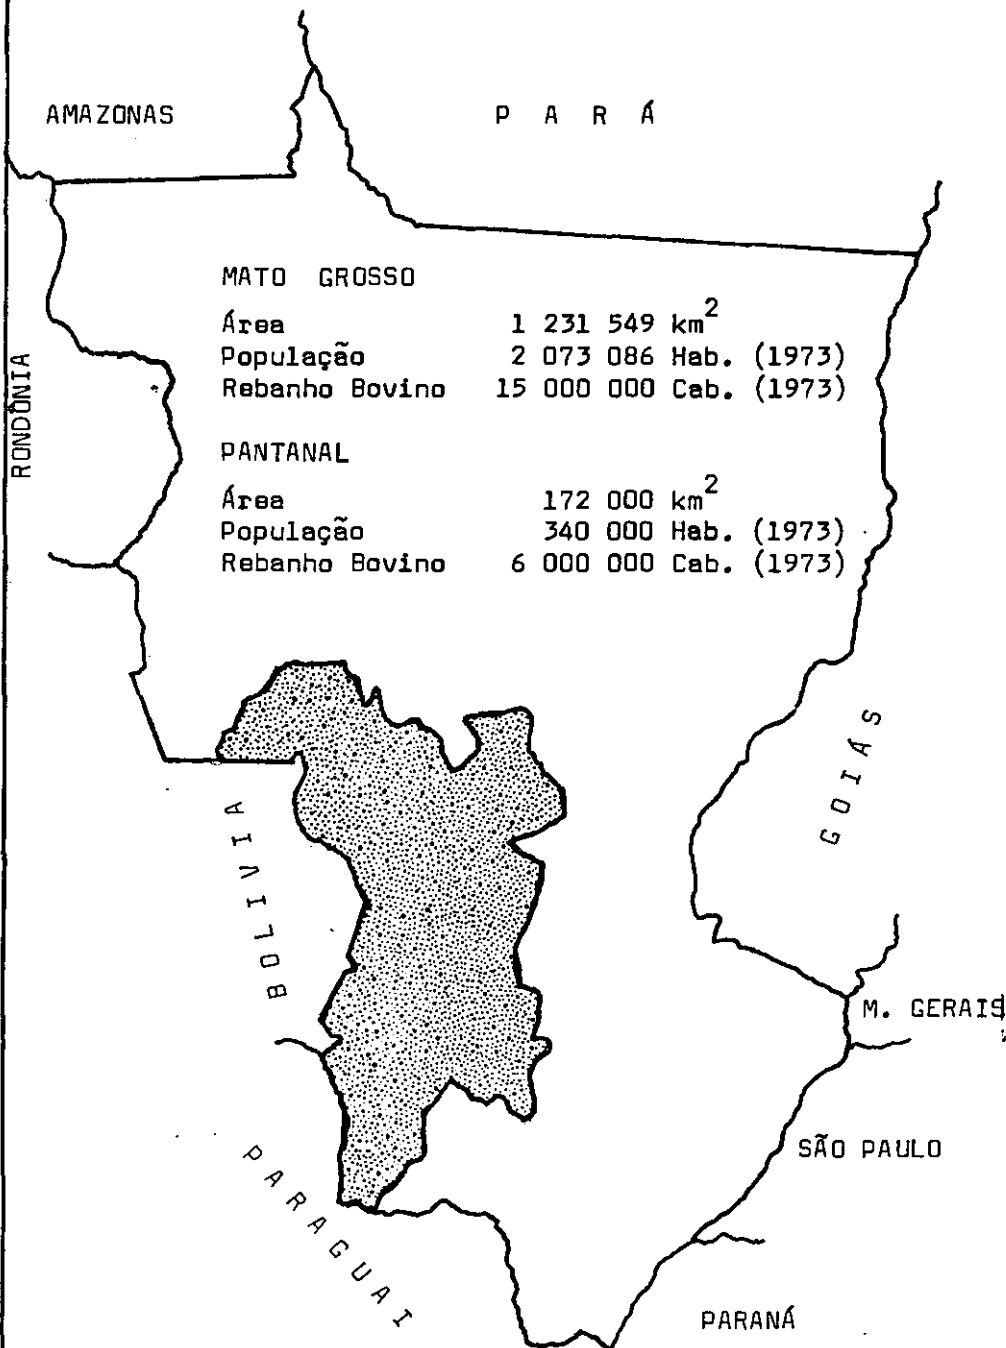 AMAZONAS
P A R Á
MATO GROSSO
Área 1 231 549 km²
População 2 073 086 Hab. (1973)
Rebanho Bovino 15 000 000 Cab. (1973)
RONDÔNIA
PANTANAL
Área 172 000 km²
População 340 000 Hab. (1973)
Rebanho Bovino 6 000 000 Cab. (1973)
GOIÁS
BOLIVIA
M. GERAIS
SÃO PAULO
PARAGUAI
PARANÁ